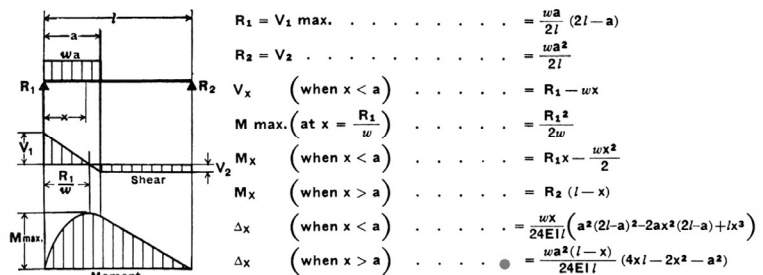 l
a
wa
R₁
R₂
x
V₁
R₁/w
V₂
Shear
M max.
Moment
R₁ = V₁ max. . . . . . . . . . . = wa/2l (2l—a)
R₂ = V₂ . . . . . . . . . . . = wa²/2l
Vₓ (when x < a) . . . . . = R₁ — wx
M max. (at x = R₁/w) . . . . . = R₁²/2w
Mₓ (when x < a) . . . . . = R₁x — wx²/2
Mₓ (when x > a) . . . . . = R₂ (l — x)
Δₓ (when x < a) . . . . . = wx/24EIl (a²(2l—a)²—2ax²(2l—a)+lx³)
Δₓ (when x > a) . . . . . = wa²(l—x)/24EIl (4xl—2x²—a²)